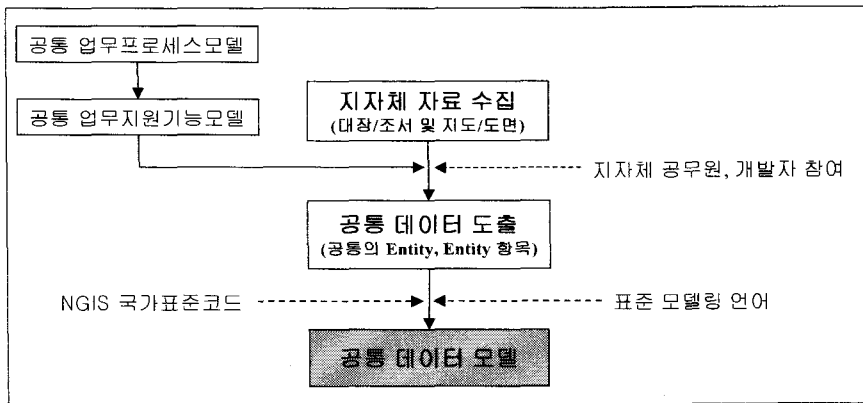 공통 업무프로세스모델
공통 업무지원기능모델
지자체 자료 수집
(대장/조서 및 지도/도면)
지자체 공무원, 개발자 참여
공통 데이터 도출
(공통의 Entity, Entity 항목)
NGIS 국가표준코드
표준 모델링 언어
공통 데이터 모델